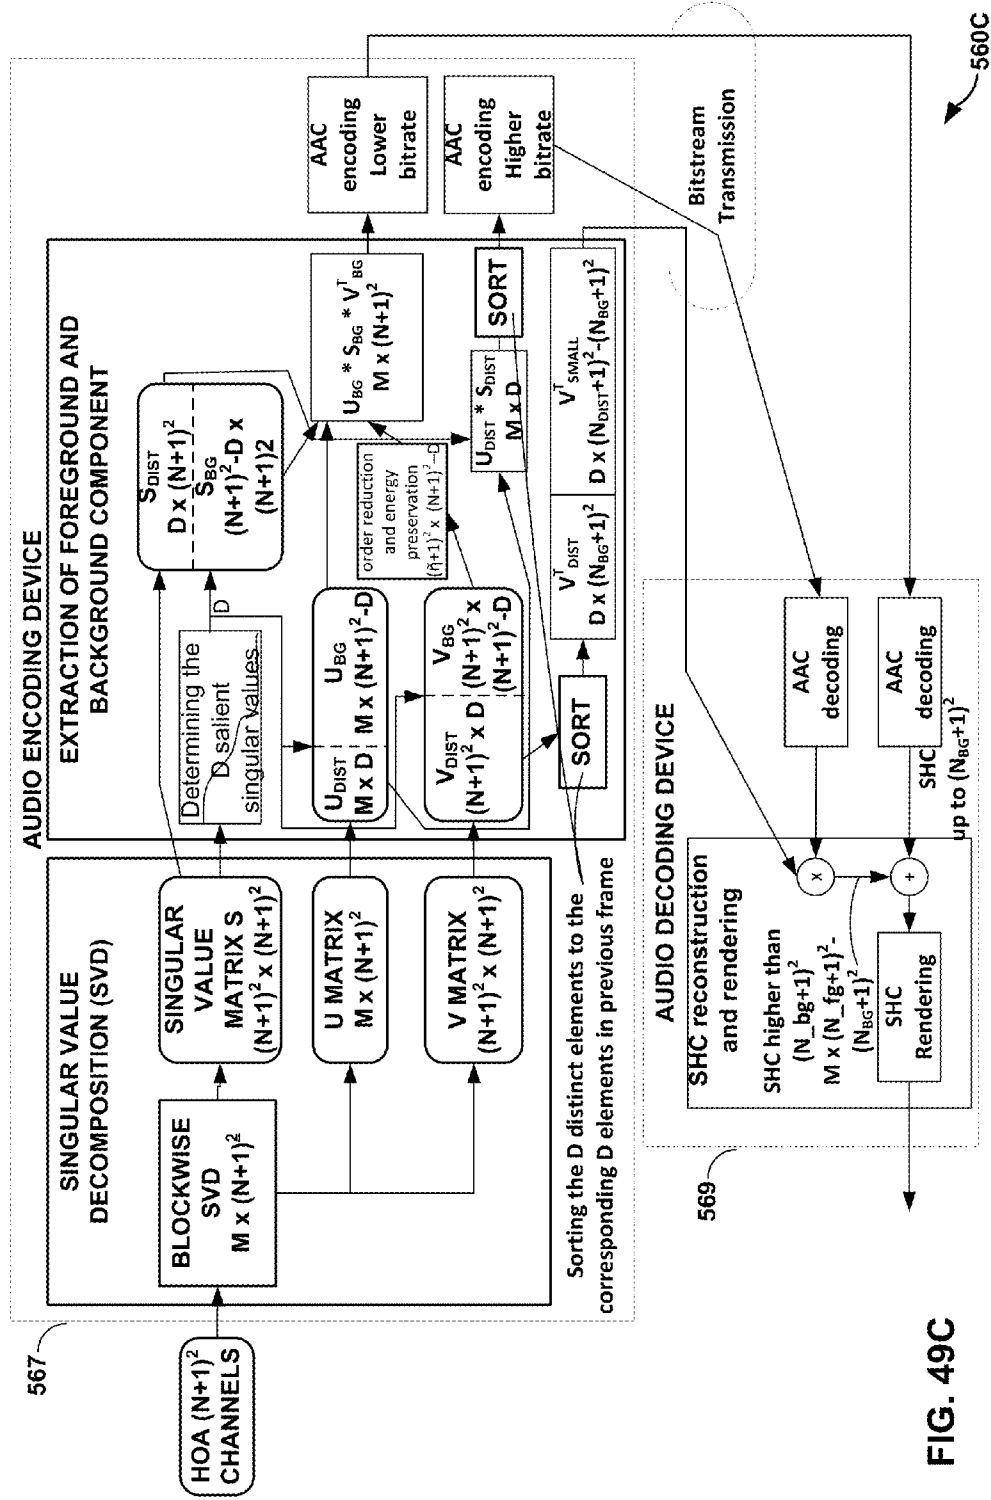 560C
AUDIO ENCODING DEVICE
567
HOA (N+1)²
CHANNELS
SINGULAR VALUE
DECOMPOSITION (SVD)
BLOCKWISE
SVD
M x (N+1)²
SINGULAR
VALUE
MATRIX S
(N+1)² x (N+1)²
U MATRIX
M x (N+1)²
V MATRIX
(N+1)² x (N+1)²
EXTRACTION OF FOREGROUND AND
BACKGROUND COMPONENT
Determining the
D salient
singular values
D
S_DIST
D x (N+1)²
S_BG
(N+1)²-D x
(N+1)2
U_DIST
M x D
U_BG
M x (N+1)²-D
V_DIST
(N+1)² x D
V_BG
(N+1)² x
(N+1)²-D
order reduction
and energy
preservation
(ñ+1)² x (N+1)²-D
U_BG * S_BG * V^T_BG
M x (N+1)²
U_DIST * S_DIST
M x D
SORT
SORT
V^T_DIST
D x (N_BG+1)²
V^T_SMALL
D x (N_DIST+1)²-(N_BG+1)²
AAC
encoding
Lower
bitrate
AAC
encoding
Higher
bitrate
Sorting the D distinct elements to the
corresponding D elements in previous frame
Bitstream
Transmission
AUDIO DECODING DEVICE
569
SHC reconstruction
and rendering
SHC higher than
(N_bg+1)²
M x (N_fg+1)²-
(N_BG+1)²
x
+
SHC
Rendering
AAC
decoding
AAC
decoding
SHC
up to (N_BG+1)²
FIG. 49C